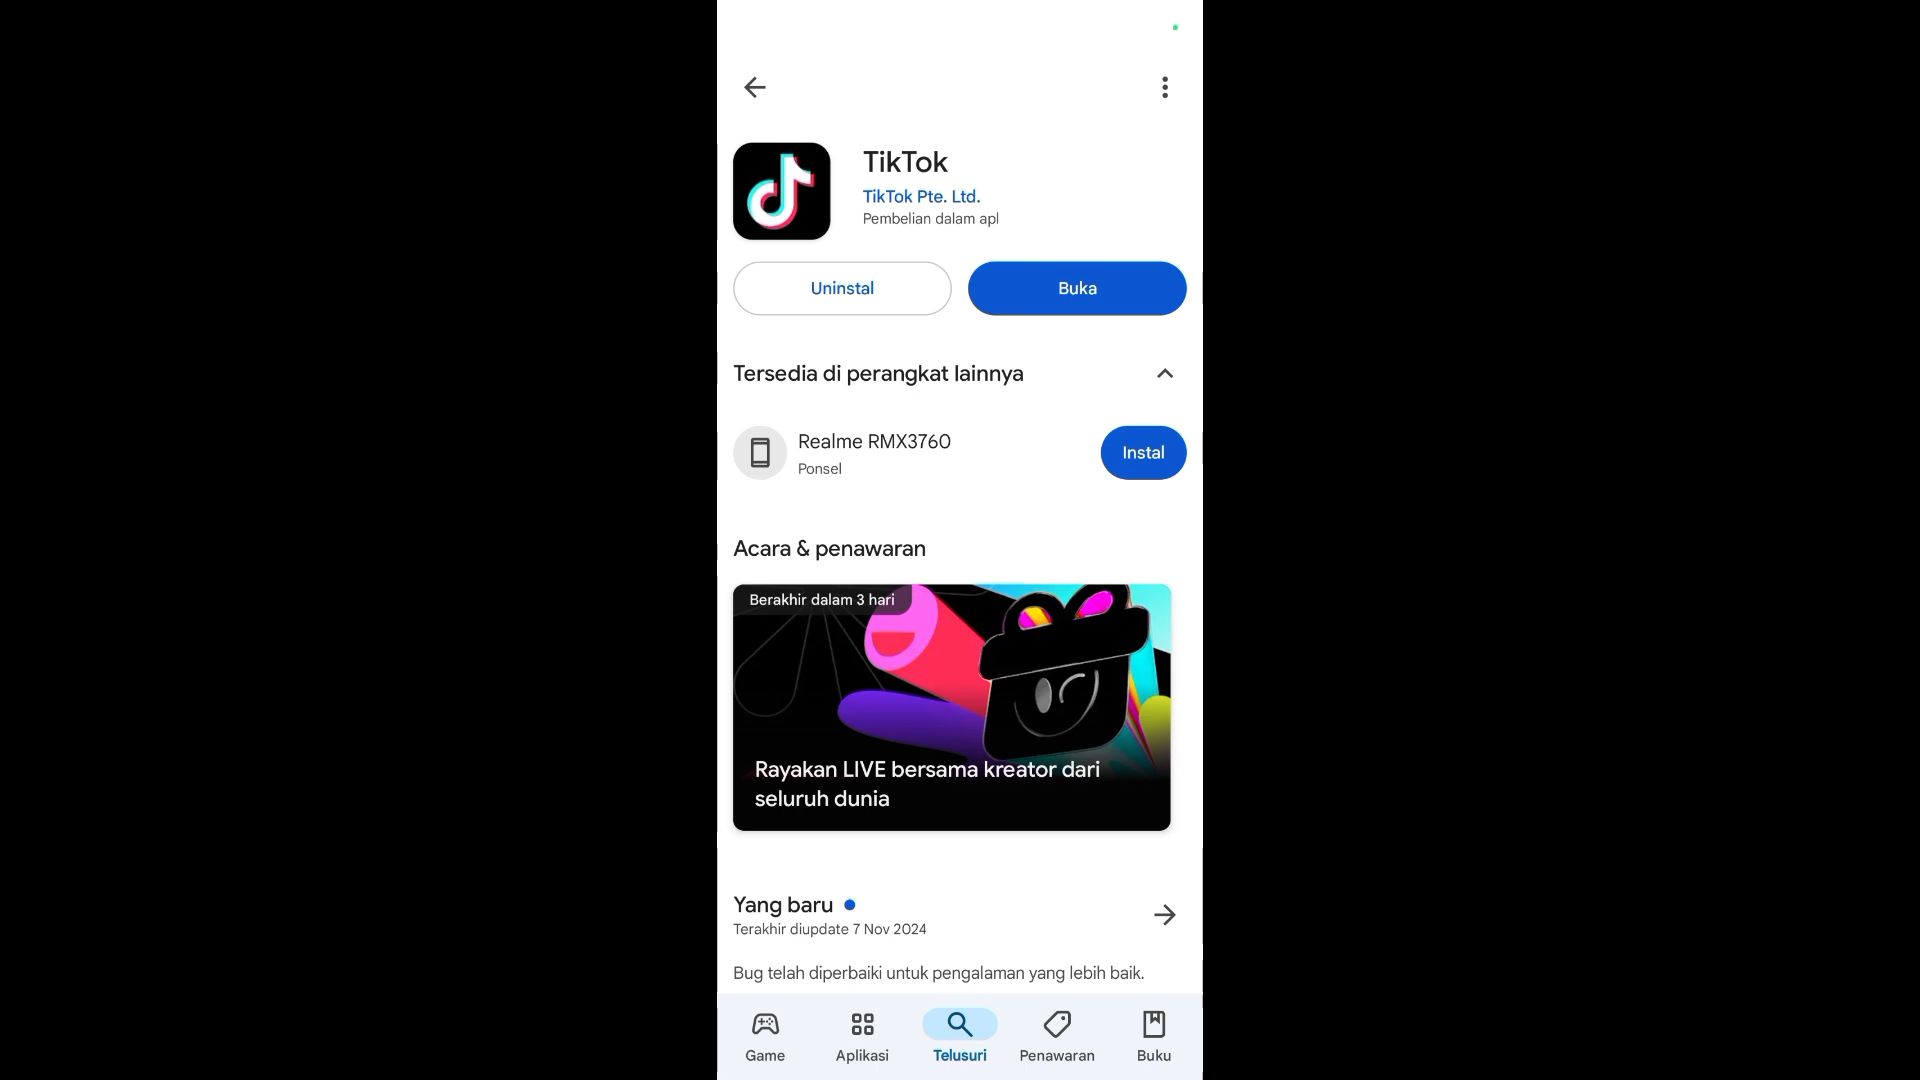 TikTok
TikTok Pte. Ltd.
Pembelian dalam apl
Uninstal
Buka
Tersedia di perangkat lainnya
Realme RMX3760
Ponsel
Instal
Acara & penawaran
Berakhir dalam 3 hari
Rayakan LIVE bersama kreator dari
seluruh dunia
Yang baru
Terakhir diupdate 7 Nov 2024
Bug telah diperbaiki untuk pengalaman yang lebih baik.
Game
Aplikasi
Telusuri
Penawaran
Buku